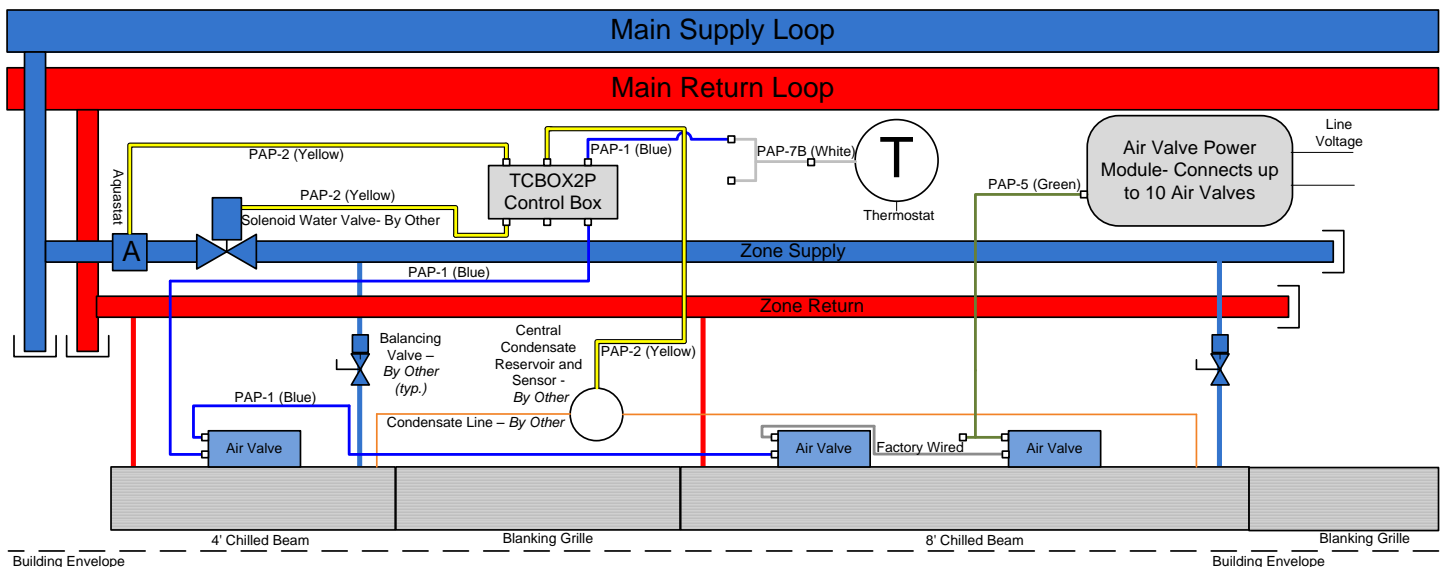 Main Supply Loop
Main Return Loop
PAP-2 (Yellow)
PAP-1 (Blue)
PAP-7B (White)
T
Thermostat
Air Valve Power
Module- Connects up
to 10 Air Valves
Line
Voltage
PAP-5 (Green)
TCBOX2P
Control Box
Aquastat
PAP-2 (Yellow)
Solenoid Water Valve- By Other
A
Zone Supply
PAP-1 (Blue)
Zone Return
Balancing
Valve –
By Other
(typ.)
Central
Condensate
Reservoir and
Sensor -
By Other
PAP-2 (Yellow)
PAP-1 (Blue)
Condensate Line – By Other
Air Valve
Air Valve
Factory Wired
Air Valve
4' Chilled Beam
Blanking Grille
8' Chilled Beam
Blanking Grille
Building Envelope
Building Envelope